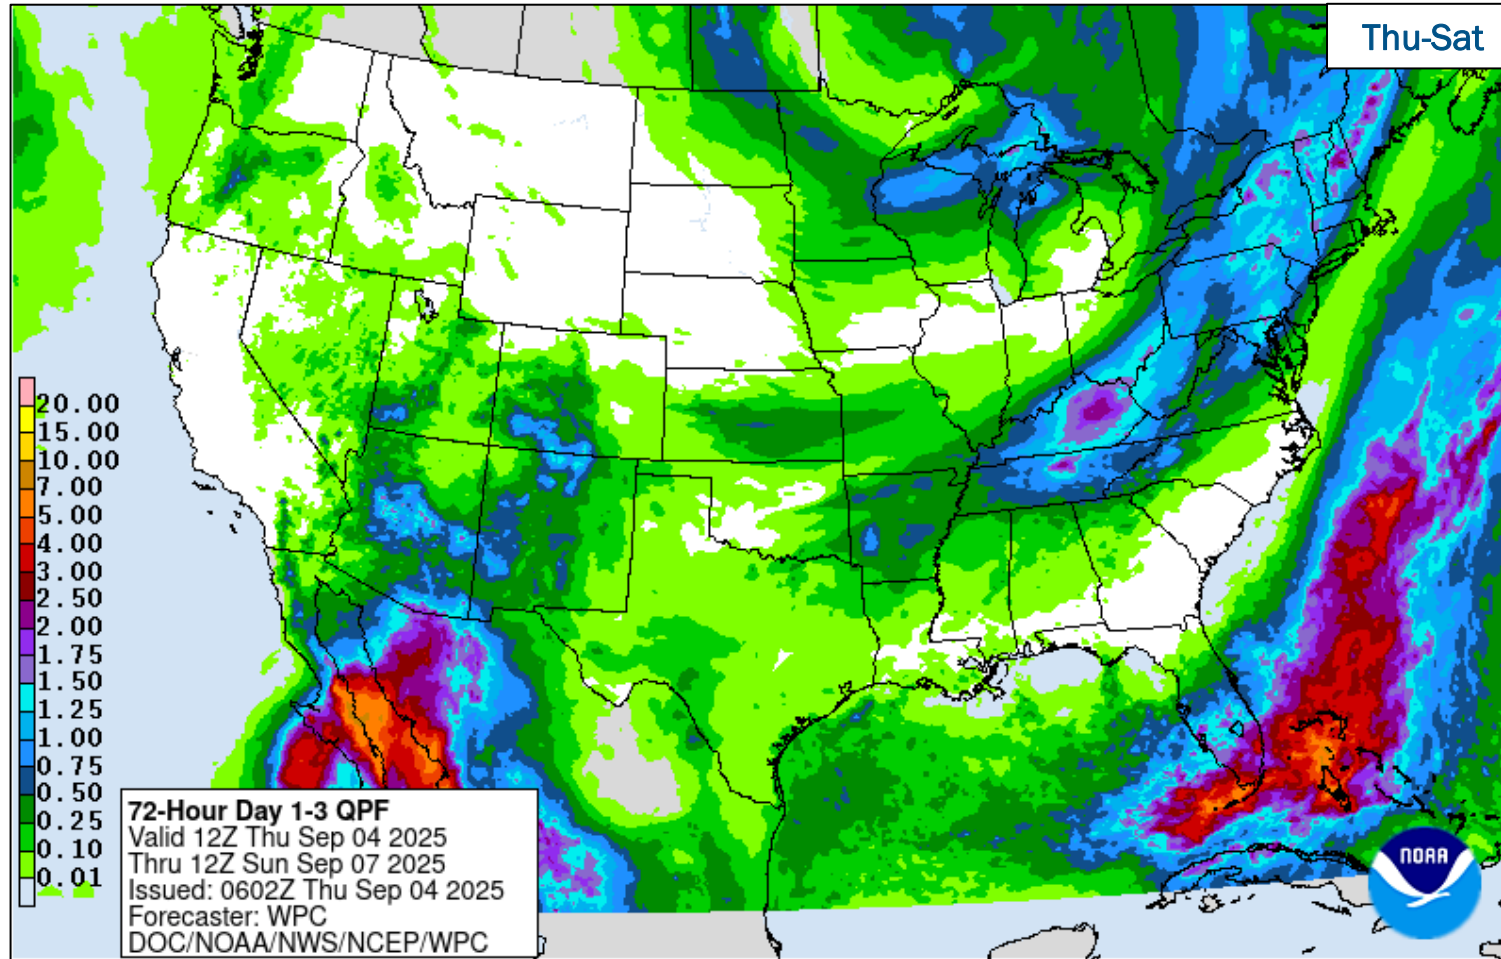 Thu-Sat
20.00
15.00
10.00
7.00
5.00
4.00
3.00
2.50
2.00
1.75
1.50
1.25
1.00
0.75
0.50
0.25
0.10
0.01
72-Hour Day 1-3 QPF
Valid 12Z Thu Sep 04 2025
Thru 12Z Sun Sep 07 2025
Issued: 0602Z Thu Sep 04 2025
Forecaster: WPC
DOC/NOAA/NWS/NCEP/WPC
NOAA